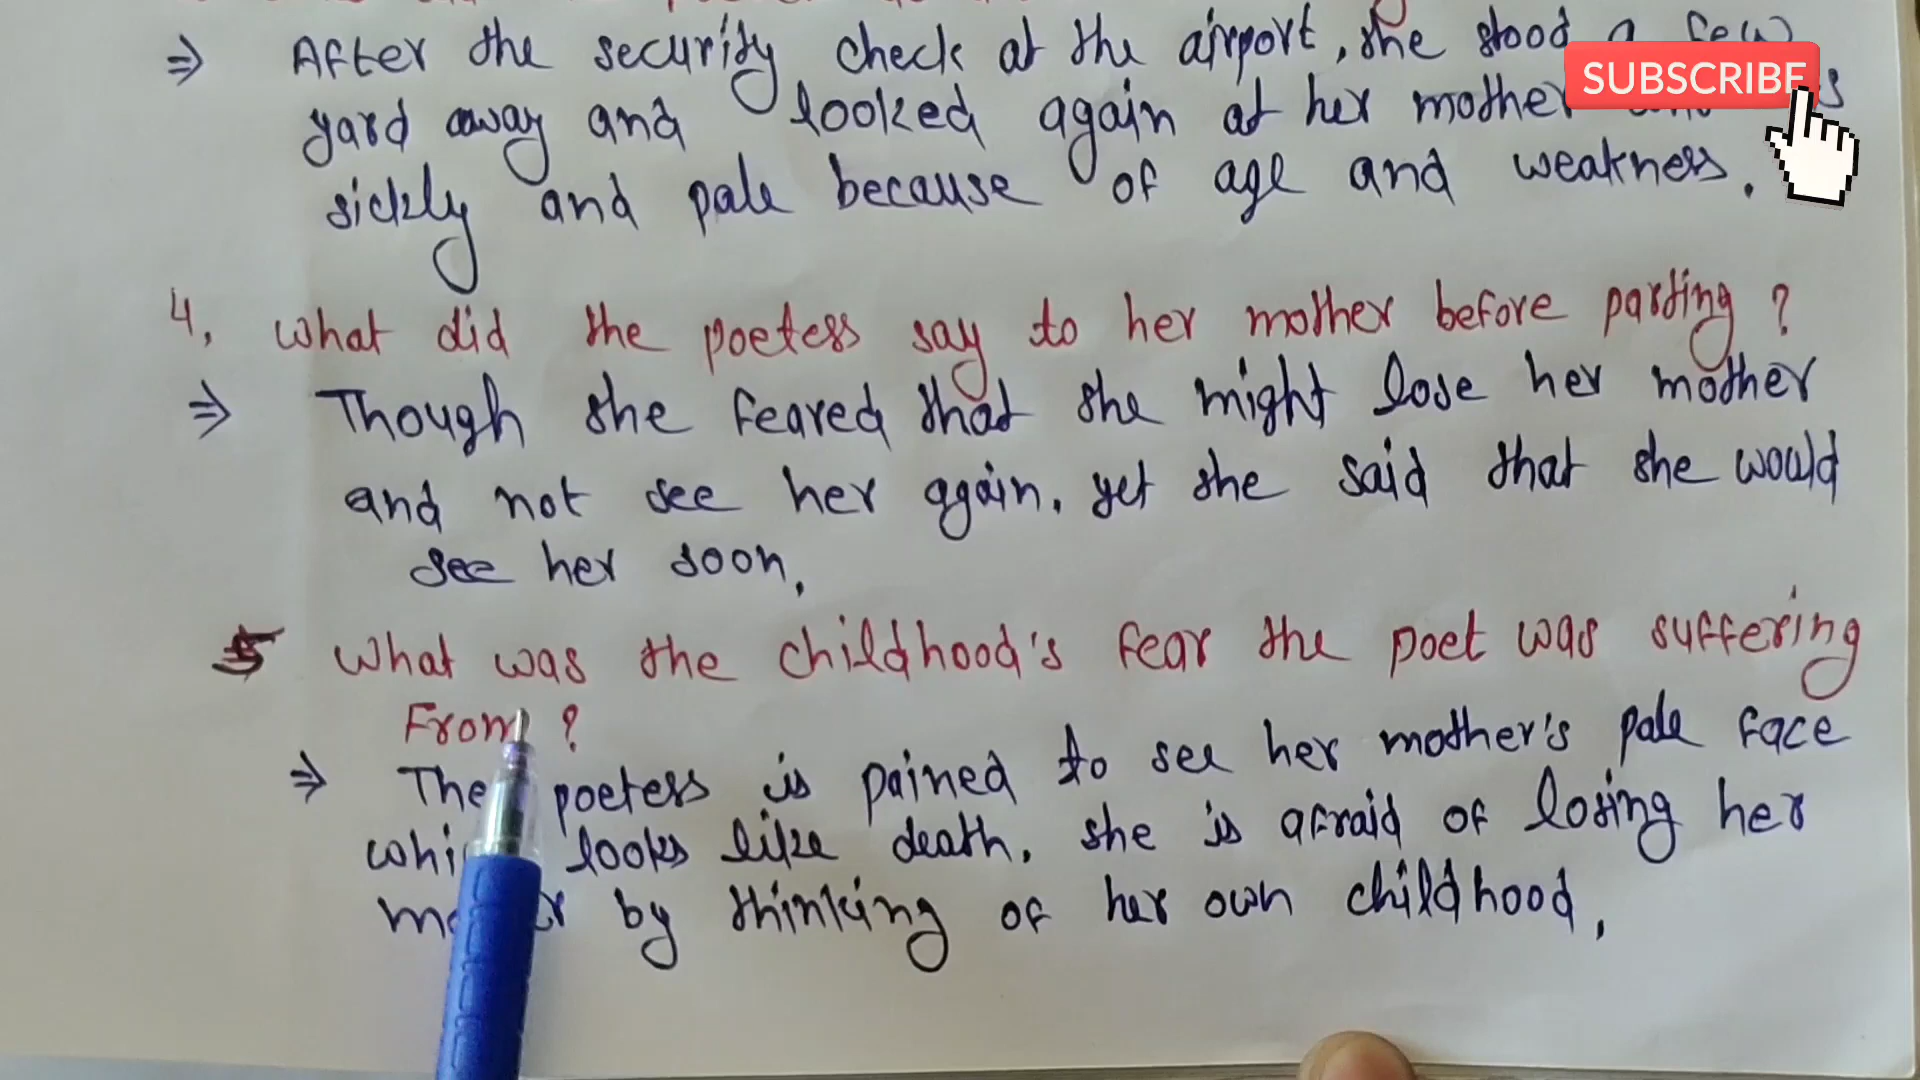 ⇒ After the security check at the airport, she stood a few
SUBSCRIBE
yard away and looked again at her mother
sickly and pale because of age and weakness.
4. What did the poetess say to her mother before parting?
⇒ Though she feared that she might lose her mother
and not see her again. yet she said that she would
see her soon.
5 What was the childhood's fear the poet was suffering
From?
⇒ The poetess is pained to see her mother's pale face
looks like death. she is afraid of losing her
by thinking of her own childhood.